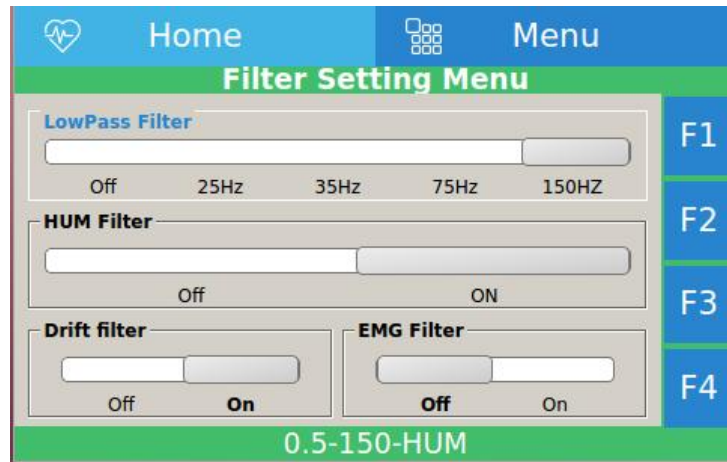 Home Menu
Filter Setting Menu
LowPass Filter
Off 25Hz 35Hz 75Hz 150HZ
F1
HUM Filter
Off ON
F2
Drift filter EMG Filter
Off On Off On
F3
F4
0.5-150-HUM